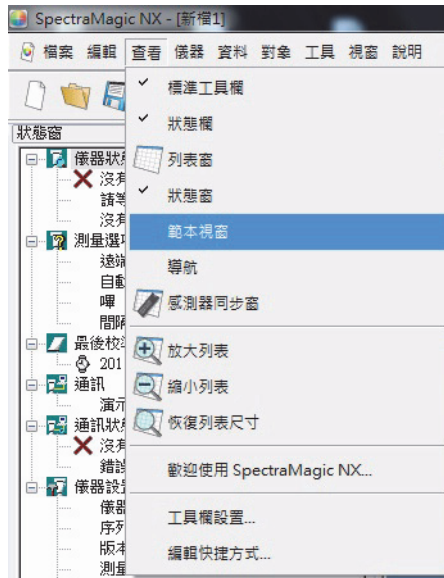 SpectraMagic NX - [新檔1]
檔案 編輯 查看 儀器 資料 對象 工具 視窗 說明
標準工具欄
狀態欄
列表窗
狀態窗
範本視窗
導航
感測器同步窗
放大列表
縮小列表
恢復列表尺寸
歡迎使用 SpectraMagic NX...
工具欄設置...
編輯快捷方式...
狀態窗
儀器狀
沒有
請等
沒有
測量選項
遠端
自動
嗶
間隔
最後校準
201
通訊
演示
通訊狀
沒有
錯誤
儀器設
儀器
序列
版本
測量